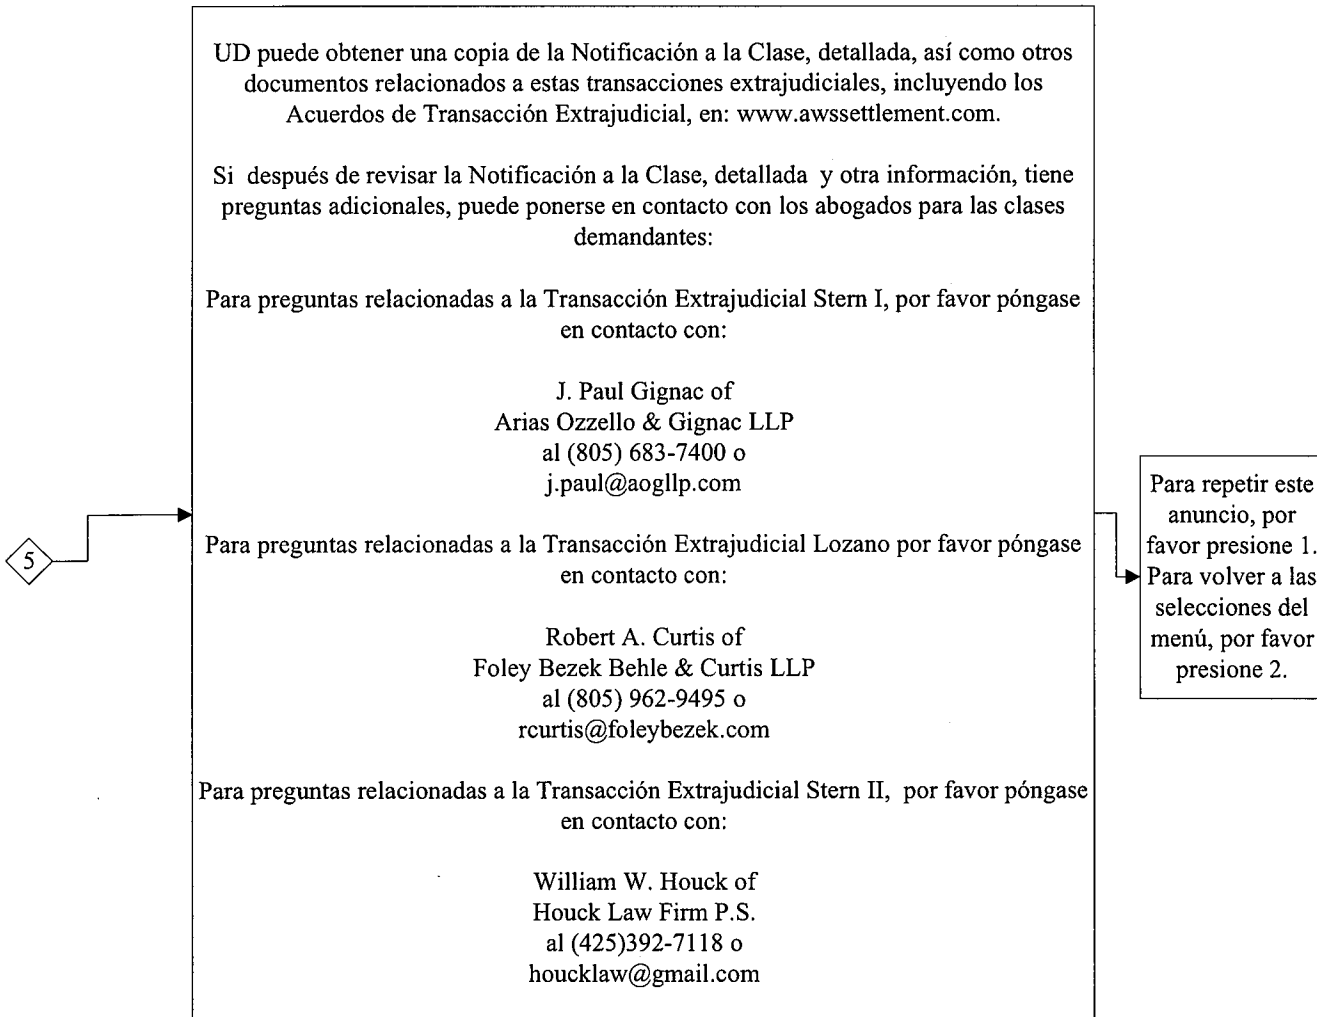 UD puede obtener una copia de la Notificación a la Clase, detallada, así como otros
documentos relacionados a estas transacciones extrajudiciales, incluyendo los
Acuerdos de Transacción Extrajudicial, en: www.awssettlement.com.
Si después de revisar la Notificación a la Clase, detallada y otra información, tiene
preguntas adicionales, puede ponerse en contacto con los abogados para las clases
demandantes:
Para preguntas relacionadas a la Transacción Extrajudicial Stern I, por favor póngase
en contacto con:
J. Paul Gignac of
Arias Ozzello & Gignac LLP
al (805) 683-7400 o
j.paul@aogllp.com
Para preguntas relacionadas a la Transacción Extrajudicial Lozano por favor póngase
en contacto con:
Robert A. Curtis of
Foley Bezek Behle & Curtis LLP
al (805) 962-9495 o
rcurtis@foleybezek.com
Para preguntas relacionadas a la Transacción Extrajudicial Stern II, por favor póngase
en contacto con:
William W. Houck of
Houck Law Firm P.S.
al (425)392-7118 o
houcklaw@gmail.com
5
Para repetir este
anuncio, por
favor presione 1.
Para volver a las
selecciones del
menú, por favor
presione 2.